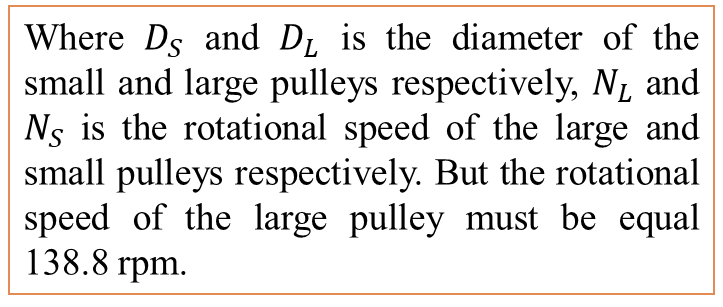 Where D_S and D_L is the diameter of the
small and large pulleys respectively, N_L and
N_S is the rotational speed of the large and
small pulleys respectively. But the rotational
speed of the large pulley must be equal
138.8 rpm.